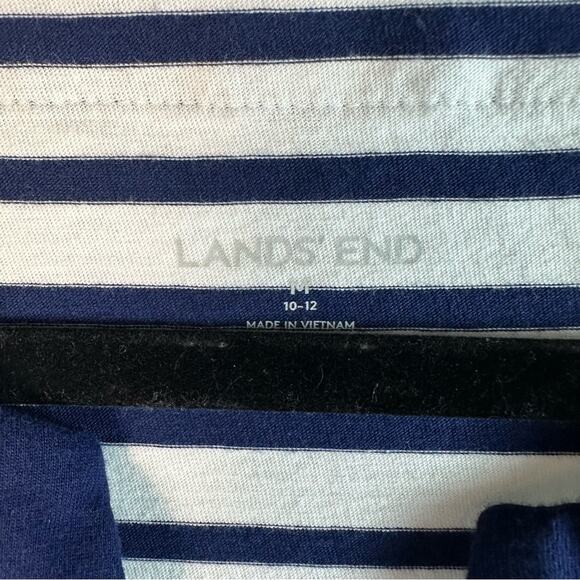 LANDS' END
M
10-12
MADE IN VIETNAM